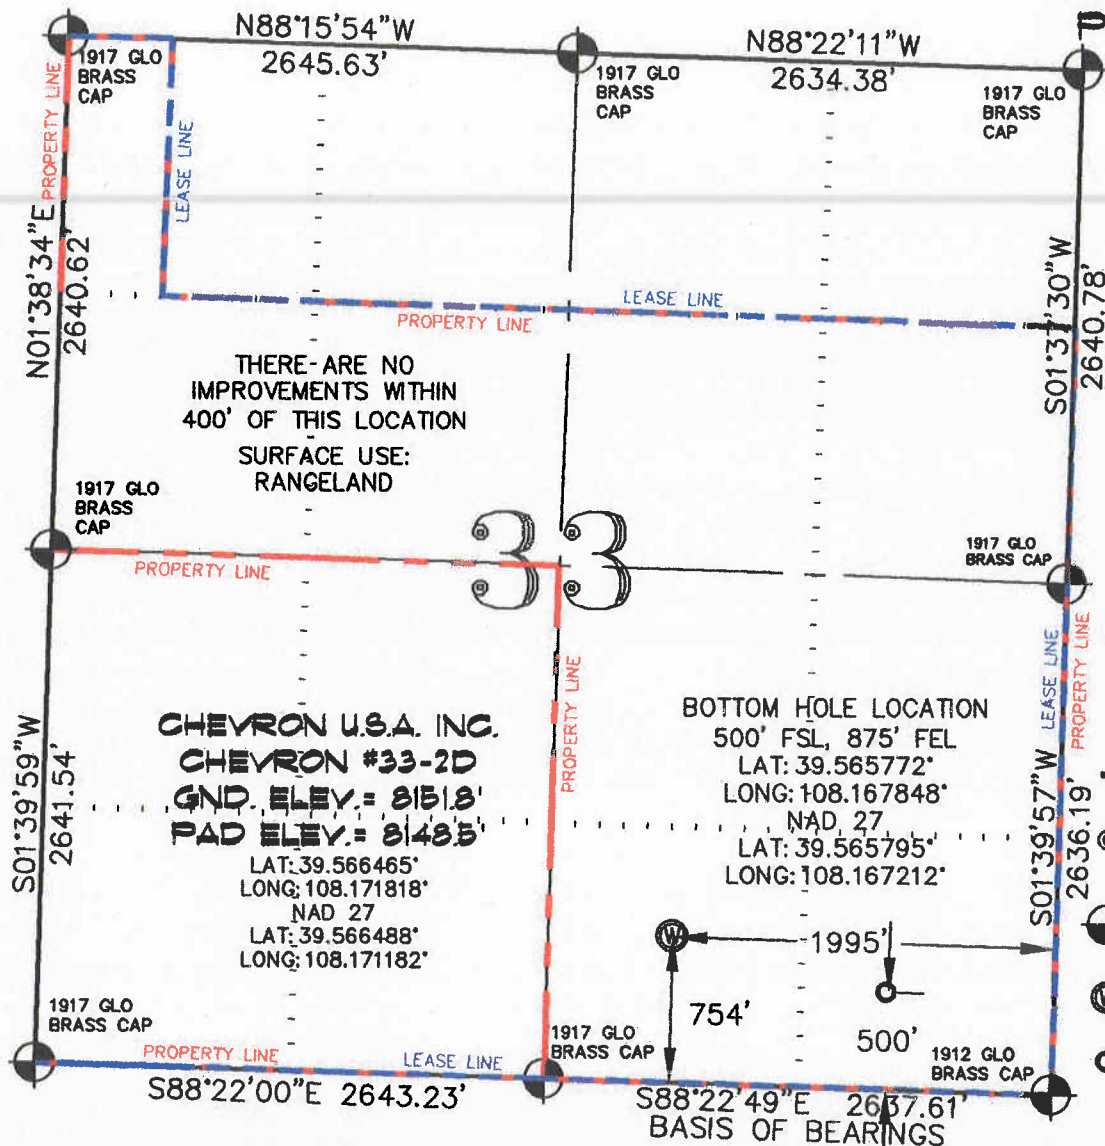 N88°15'54"W
2645.63'
N88°22'11"W
2634.38'
1917 GLO
BRASS
CAP
1917 GLO
BRASS
CAP
1917 GLO
BRASS
CAP
PROPERTY LINE
LEASE LINE
N01°38'34"E
2640.62'
LEASE LINE
PROPERTY LINE
S01°37'30"W
2640.78'
THERE ARE NO
IMPROVEMENTS WITHIN
400' OF THIS LOCATION
SURFACE USE:
RANGELAND
1917 GLO
BRASS
CAP
33
1917 GLO
BRASS CAP
PROPERTY LINE
PROPERTY LINE
LEASE LINE
PROPERTY LINE
S01°39'59"W
2641.54'
CHEVRON U.S.A. INC.
CHEVRON #33-2D
GND. ELEV.= 8151.8'
PAD ELEV.= 8148.5'
LAT: 39.566465°
LONG: 108.171818°
NAD 27
LAT: 39.566488°
LONG: 108.171182°
BOTTOM HOLE LOCATION
500' FSL, 875' FEL
LAT: 39.565772°
LONG: 108.167848°
NAD 27
LAT: 39.565795°
LONG: 108.167212°
S01°39'57"W
2636.19'
W
1995'
754'
500'
1917 GLO
BRASS CAP
1917 GLO
BRASS CAP
1912 GLO
BRASS CAP
PROPERTY LINE
LEASE LINE
S88°22'00"E 2643.23'
S88°22'49"E 2637.61'
BASIS OF BEARINGS